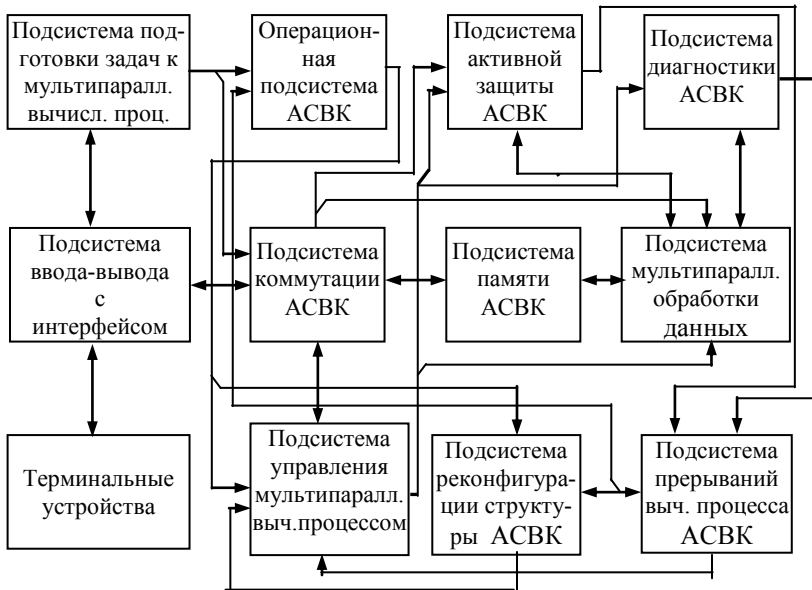 Подсистема под-
готовки задач к
мультипаралл.
вычисл. проц.
Операцион-
ная
подсистема
АСВК
Подсистема
активной
защиты
АСВК
Подсистема
диагностики
АСВК
Подсистема
ввода-вывода
с
интерфейсом
Подсистема
коммутации
АСВК
Подсистема
памяти
АСВК
Подсистема
мультипаралл.
обработки
данных
Терминальные
устройства
Подсистема
управления
мультипаралл.
выч.процессом
Подсистема
реконфигура-
ции структу-
ры АСВК
Подсистема
прерываний
выч. процесса
АСВК